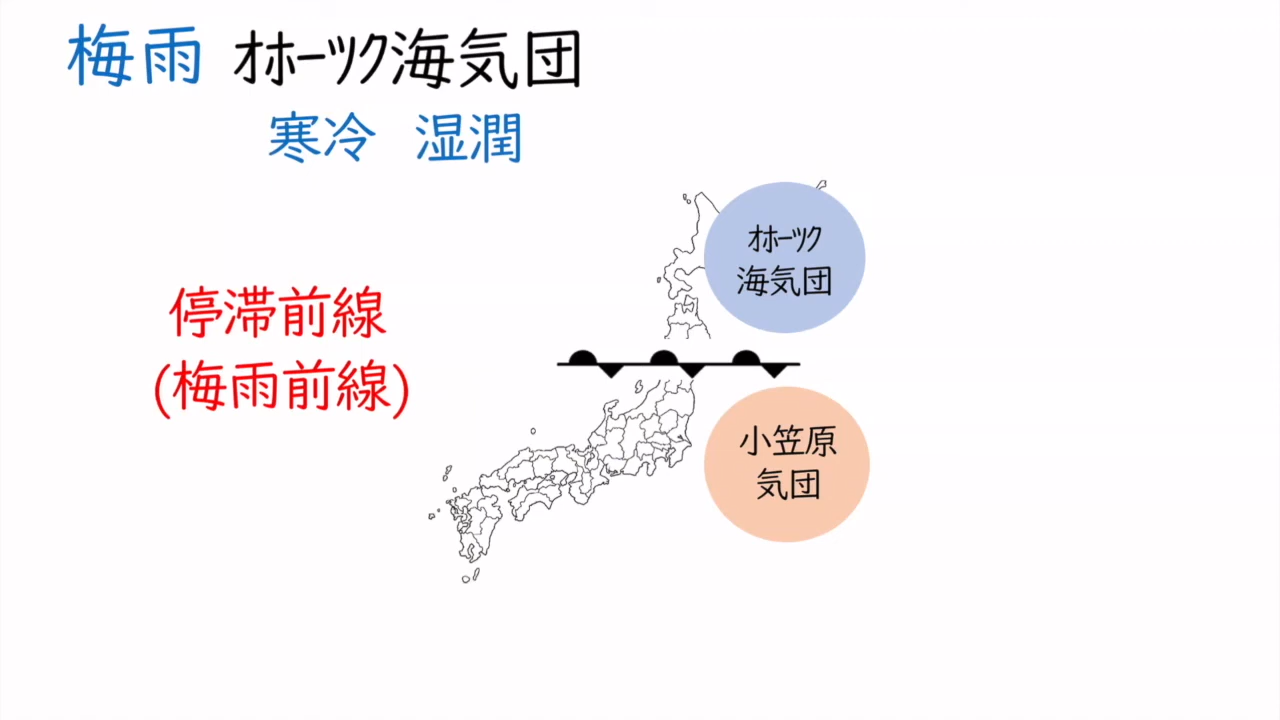 梅雨 ｵﾎｰﾂｸ海気団
寒冷 湿潤
ｵﾎｰﾂｸ
海気団
停滞前線
(梅雨前線)
小笠原
気団